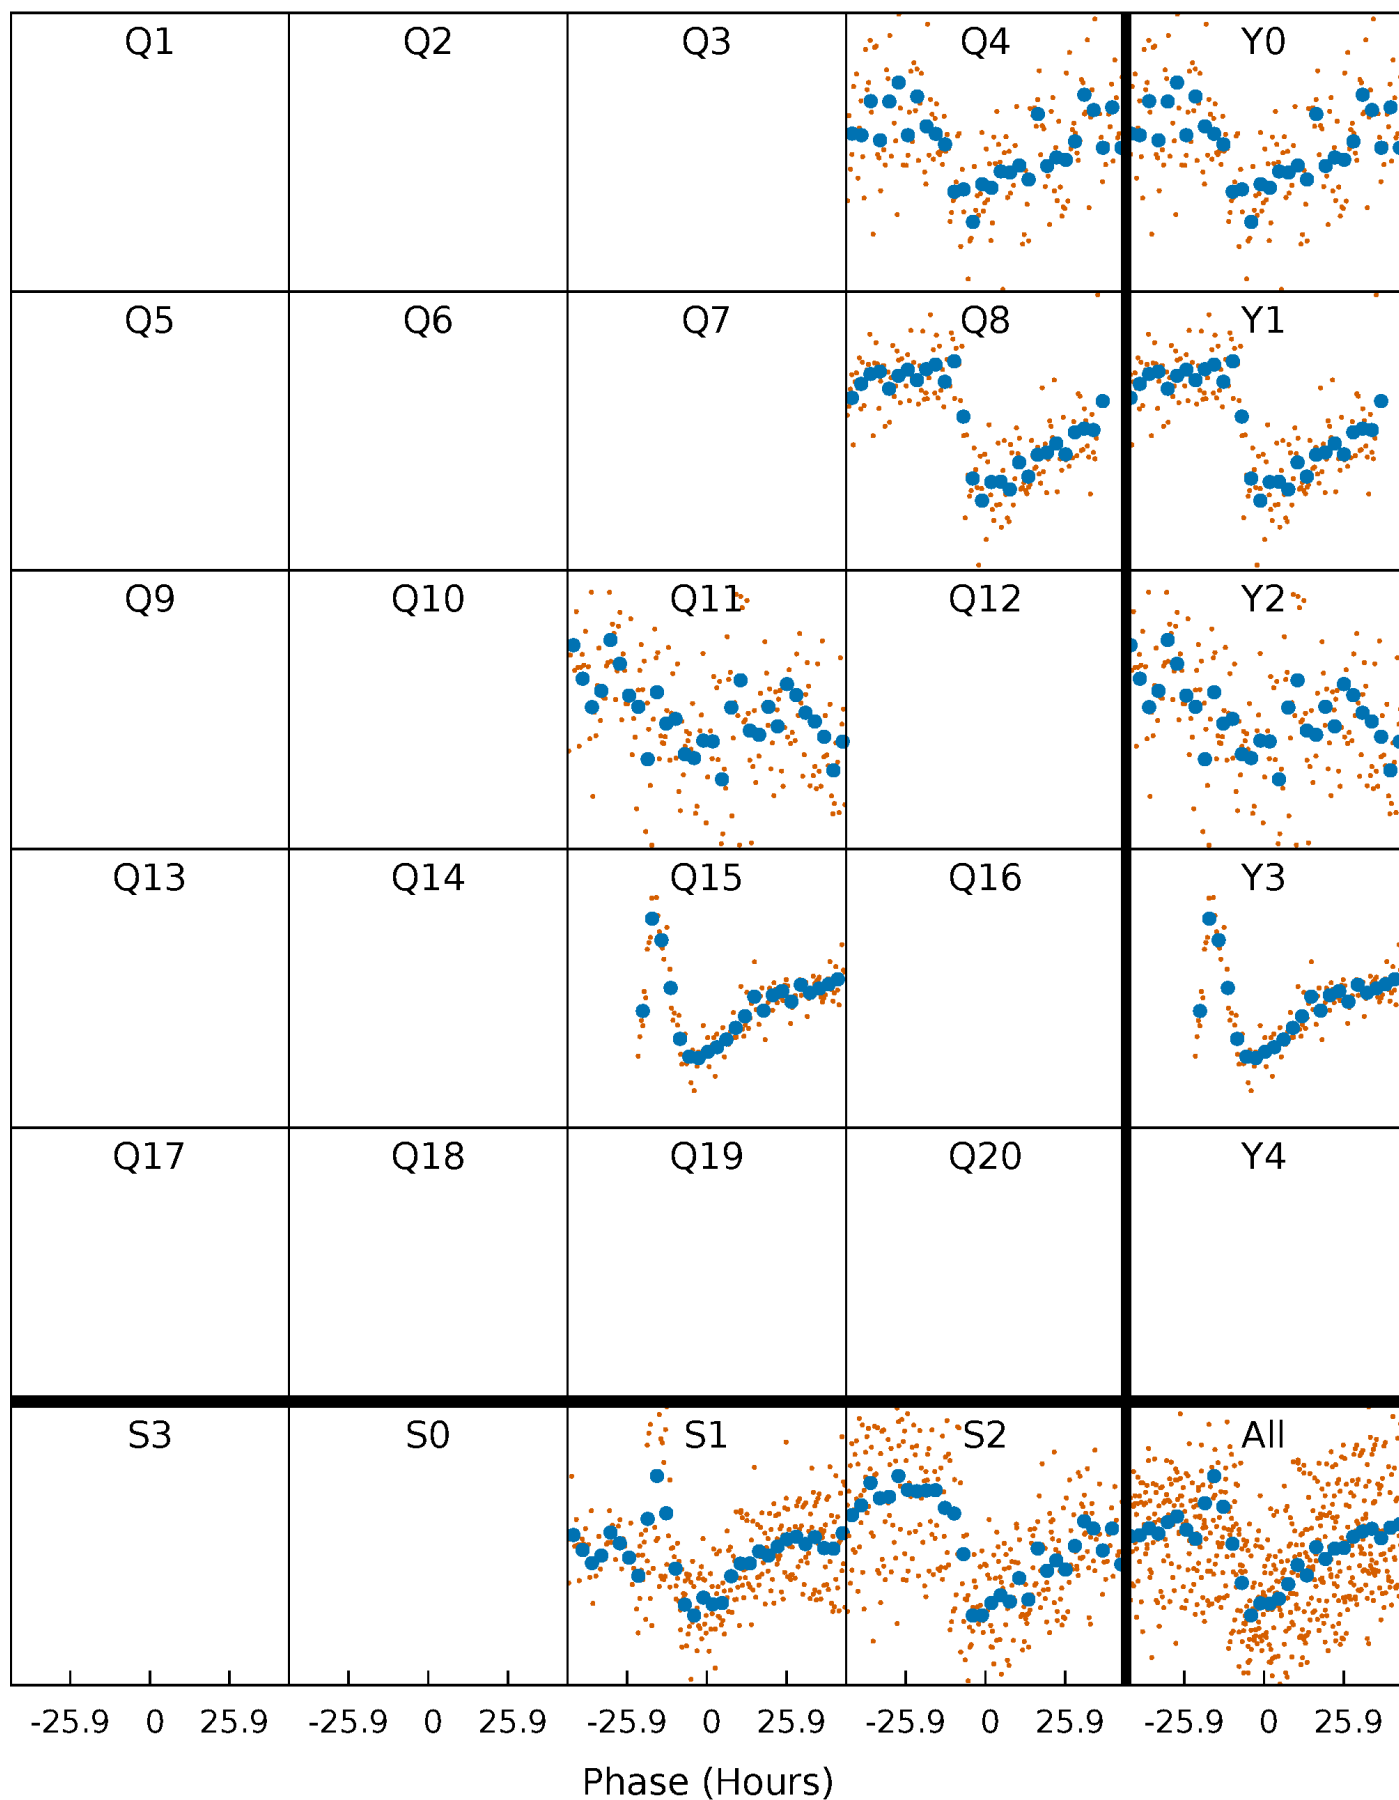 Q1 Q2 Q3 Q4 Y0
Q5 Q6 Q7 Q8 Y1
Q9 Q10 Q11 Q12 Y2
Q13 Q14 Q15 Q16 Y3
Q17 Q18 Q19 Q20 Y4
S3 S0 S1 S2 All
-25.9 0 25.9 -25.9 0 25.9 -25.9 0 25.9 -25.9 0 25.9 -25.9 0 25.9
Phase (Hours)